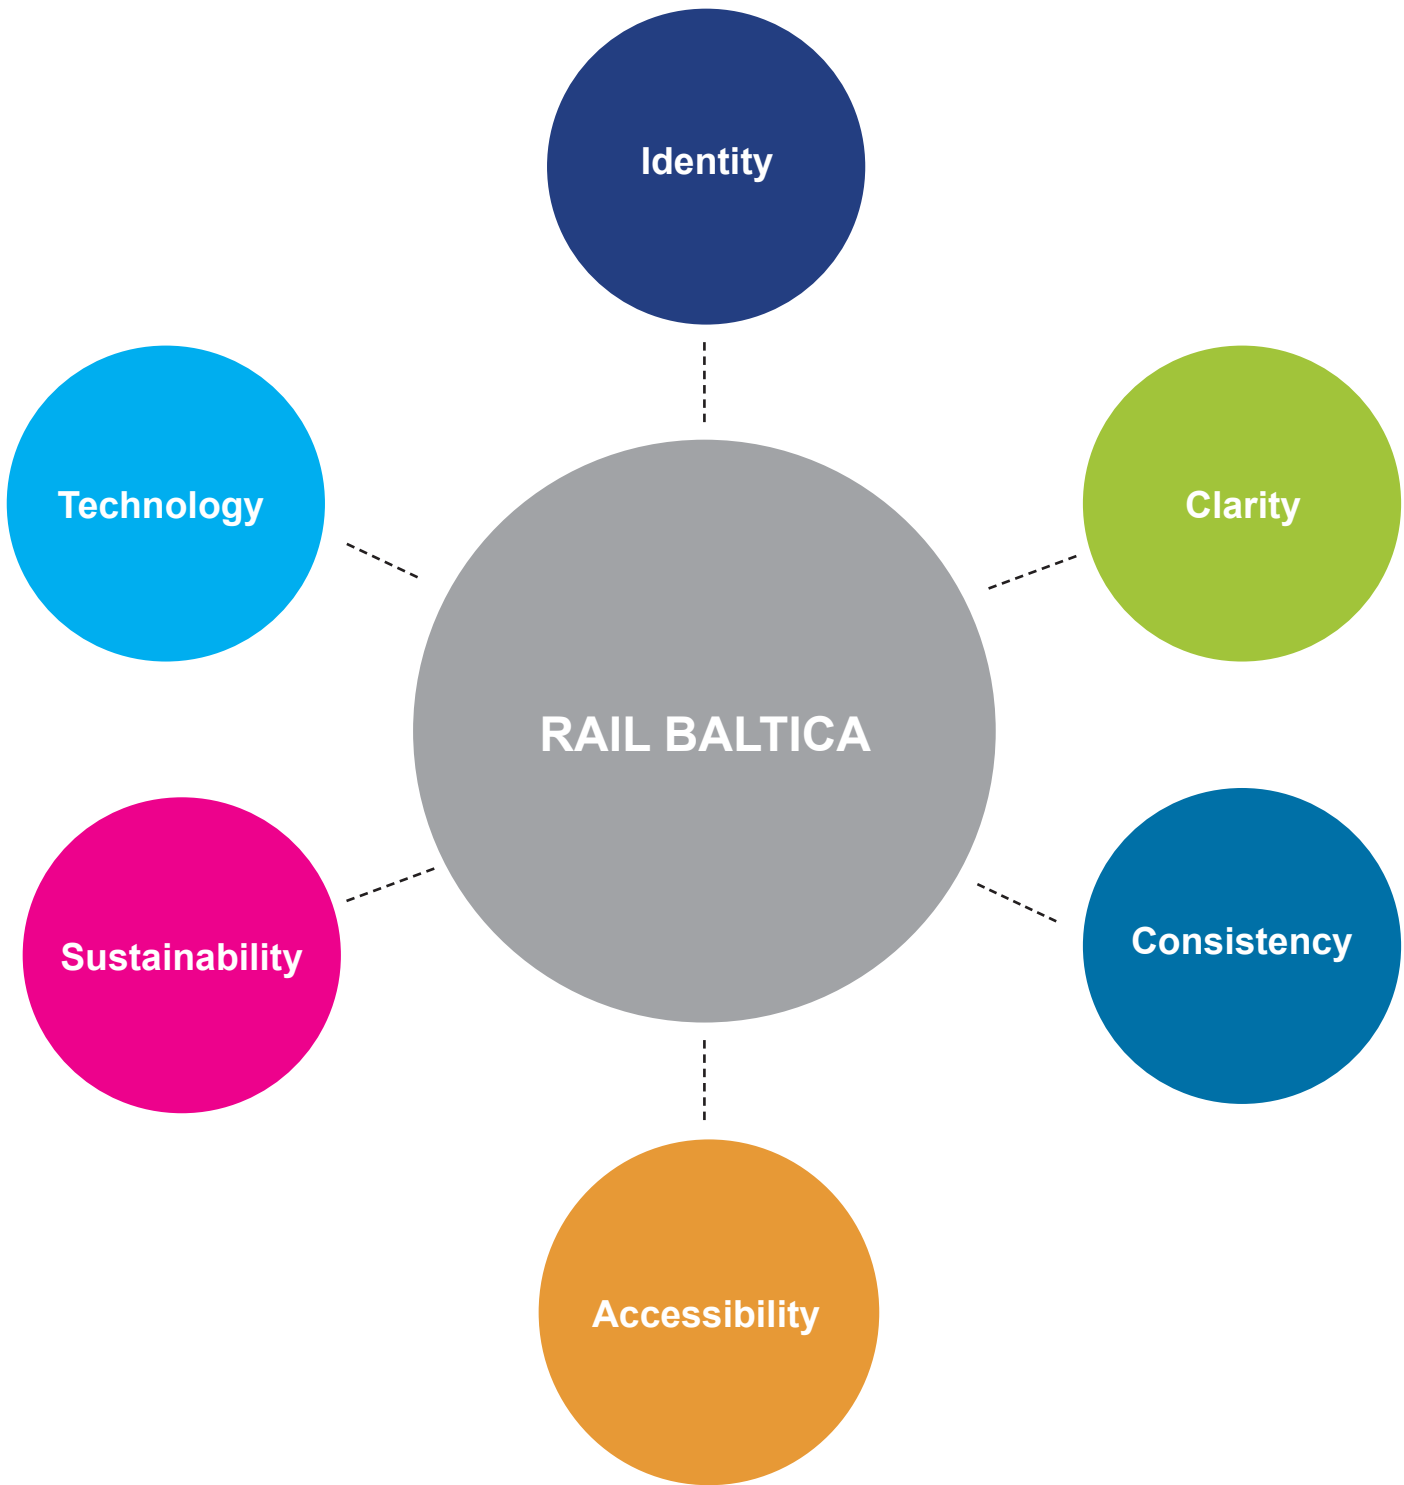 Identity
Technology
Clarity
RAIL BALTICA
Consistency
Sustainability
Accessibility